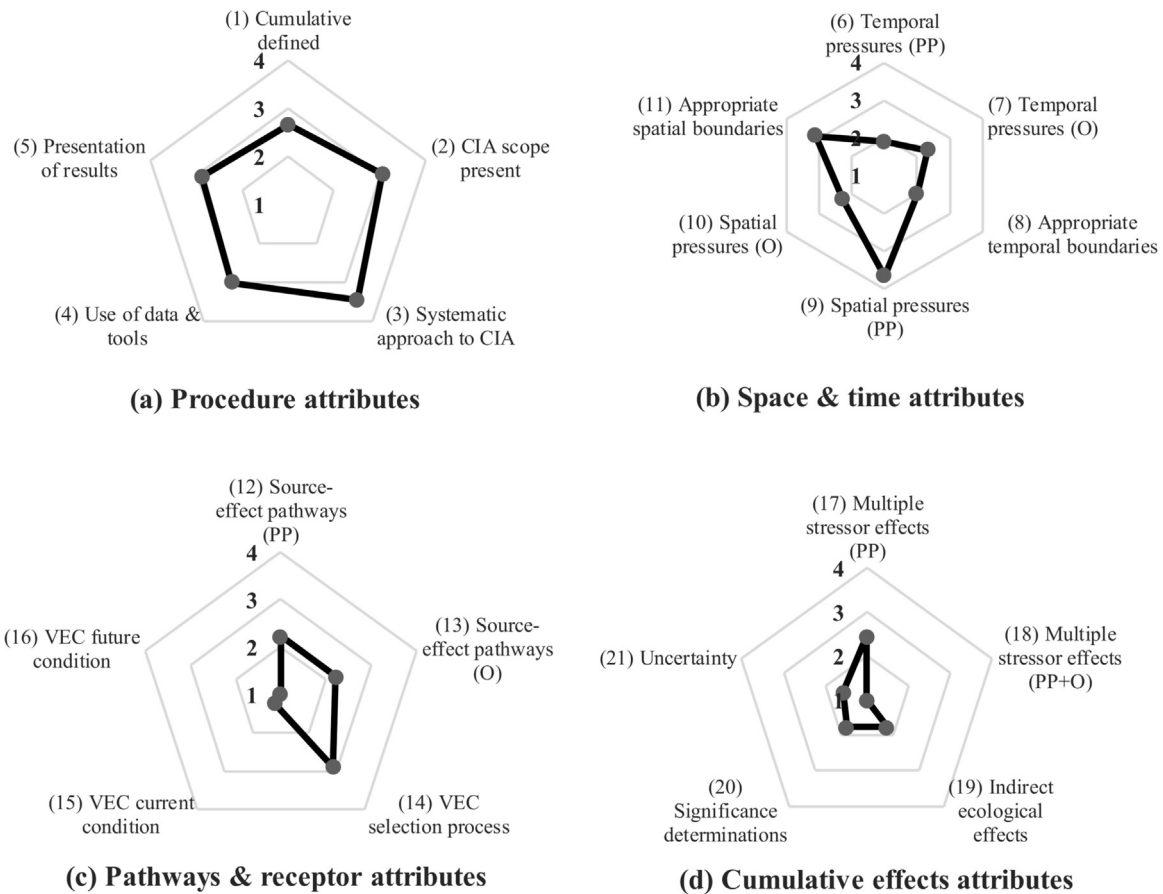 (1) Cumulative
defined
4
3
2
1
(2) CIA scope
present
(3) Systematic
approach to CIA
(4) Use of data &
tools
(5) Presentation
of results
(a) Procedure attributes
(6) Temporal
pressures (PP)
4
3
2
1
(7) Temporal
pressures (O)
(8) Appropriate
temporal boundaries
(9) Spatial pressures
(PP)
(10) Spatial
pressures (O)
(11) Appropriate
spatial boundaries
(b) Space & time attributes
(12) Source-
effect pathways
(PP)
4
3
2
1
(13) Source-
effect pathways
(O)
(14) VEC
selection process
(15) VEC current
condition
(16) VEC future
condition
(c) Pathways & receptor attributes
(17) Multiple
stressor effects
(PP)
4
3
2
1
(18) Multiple
stressor effects
(PP+O)
(19) Indirect
ecological
effects
(20)
Significance
determinations
(21) Uncertainty
(d) Cumulative effects attributes